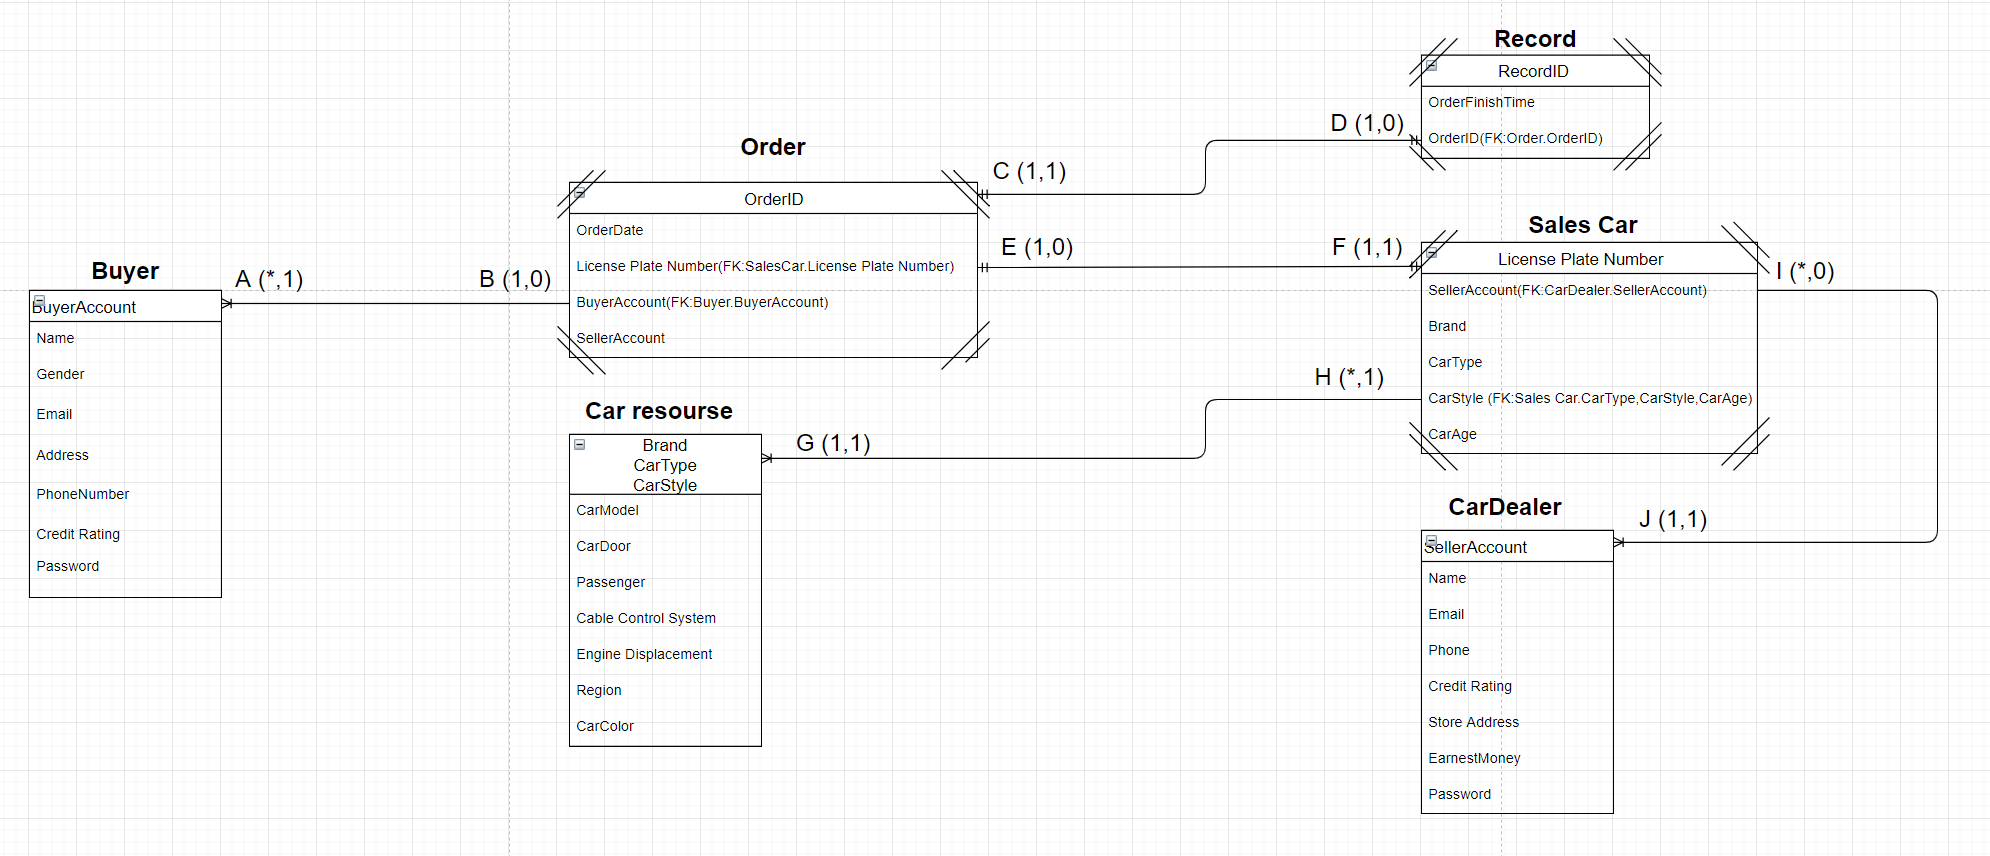 Record
RecordID
OrderFinishTime
OrderID(FK:Order.OrderID)
D (1,0)
Order
C (1,1)
OrderID
OrderDate
License Plate Number(FK:SalesCar.License Plate Number)
BuyerAccount(FK:Buyer.BuyerAccount)
SellerAccount
E (1,0)
F (1,1)
Sales Car
License Plate Number
SellerAccount(FK:CarDealer.SellerAccount)
Brand
CarType
CarStyle (FK:Sales Car.CarType,CarStyle,CarAge)
CarAge
I (*,0)
Buyer
A (*,1)
B (1,0)
BuyerAccount
Name
Gender
Email
Address
PhoneNumber
Credit Rating
Password
H (*,1)
Car resourse
G (1,1)
Brand
CarType
CarStyle
CarModel
CarDoor
Passenger
Cable Control System
Engine Displacement
Region
CarColor
CarDealer
J (1,1)
SellerAccount
Name
Email
Phone
Credit Rating
Store Address
EarnestMoney
Password